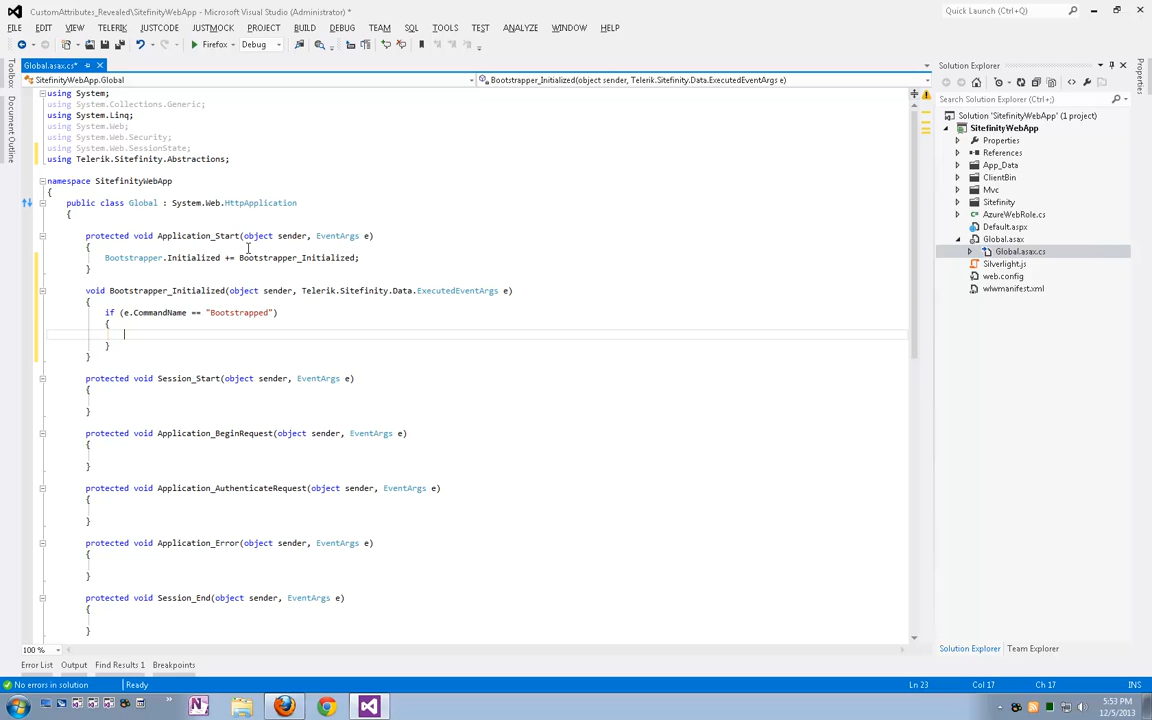 CustomAttributes_Revealed - SitefinityWebApp - Microsoft Visual Studio (Administrator) *
Quick Launch (Ctrl+Q)
FILE EDIT VIEW TELERIK JUSTCODE JUSTMOCK PROJECT BUILD DEBUG TEAM SQL TOOLS TEST ANALYZE WINDOW HELP
Firefox Debug
Toolbox
Document Outline
Global.asax.cs*
SitefinityWebApp.Global
Bootstrapper_Initialized(object sender, Telerik.Sitefinity.Data.ExecutedEventArgs e)
using System;
using System.Collections.Generic;
using System.Linq;
using System.Web;
using System.Web.Security;
using System.Web.SessionState;
using Telerik.Sitefinity.Abstractions;
namespace SitefinityWebApp
{
public class Global : System.Web.HttpApplication
{
protected void Application_Start(object sender, EventArgs e)
{
Bootstrapper.Initialized += Bootstrapper_Initialized;
}
void Bootstrapper_Initialized(object sender, Telerik.Sitefinity.Data.ExecutedEventArgs e)
{
if (e.CommandName == "Bootstrapped")
{
}
}
protected void Session_Start(object sender, EventArgs e)
{
}
protected void Application_BeginRequest(object sender, EventArgs e)
{
}
protected void Application_AuthenticateRequest(object sender, EventArgs e)
{
}
protected void Application_Error(object sender, EventArgs e)
{
}
protected void Session_End(object sender, EventArgs e)
{
}
100 %
Solution Explorer
Search Solution Explorer (Ctrl+;)
Solution 'SitefinityWebApp' (1 project)
SitefinityWebApp
Properties
References
App_Data
ClientBin
Mvc
Sitefinity
AzureWebRole.cs
Default.aspx
Global.asax
Global.asax.cs
Silverlight.js
web.config
wlwmanifest.xml
Solution Explorer Team Explorer
Properties
Error List Output Find Results 1 Breakpoints
No errors in solution Ready Ln 23 Col 17 Ch 17 INS
5:53 PM
12/5/2013